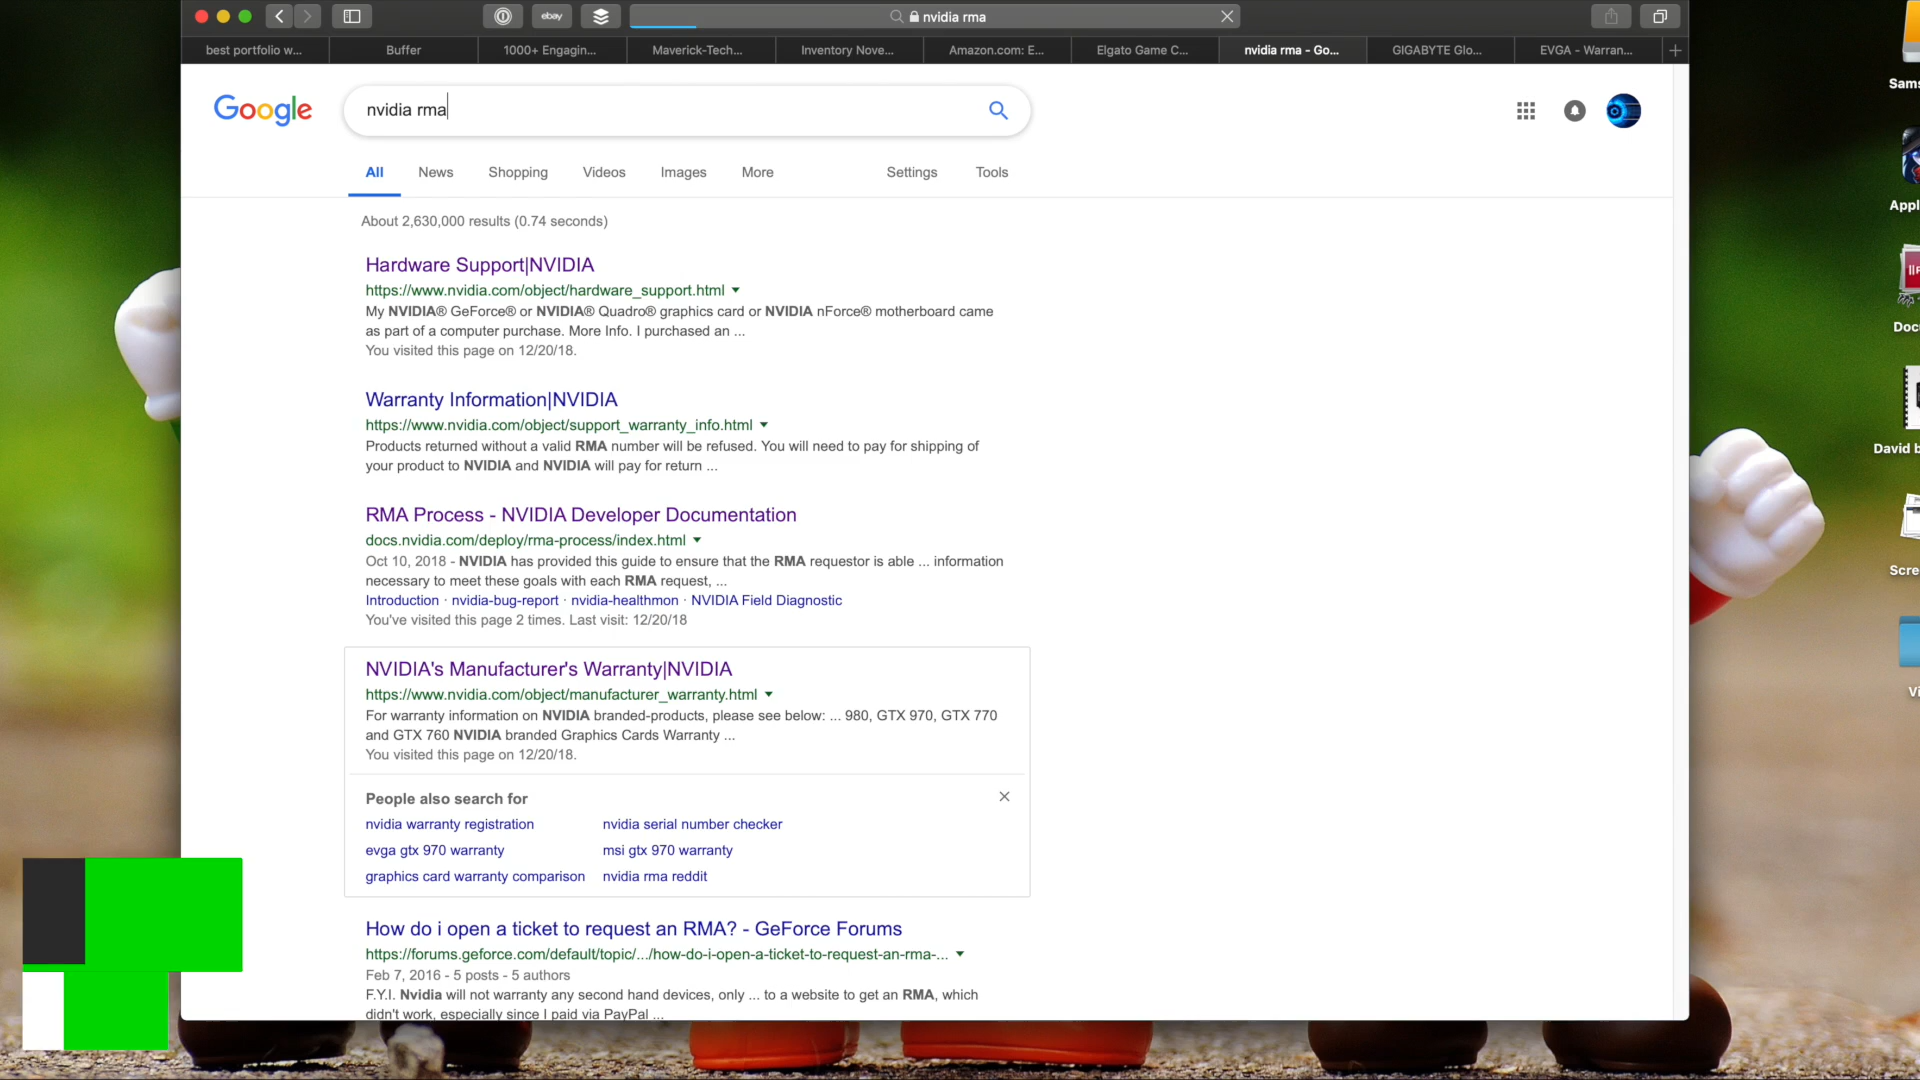 ebay
nvidia rma
best portfolio w...
Buffer
1000+ Engagin...
Maverick-Tech...
Inventory Nove...
Amazon.com: E...
Elgato Game C...
nvidia rma - Go...
GIGABYTE Glo...
EVGA - Warran...
Google
nvidia rma
All
News
Shopping
Videos
Images
More
Settings
Tools
About 2,630,000 results (0.74 seconds)
Hardware Support|NVIDIA
https://www.nvidia.com/object/hardware_support.html
My NVIDIA® GeForce® or NVIDIA® Quadro® graphics card or NVIDIA nForce® motherboard came
as part of a computer purchase. More Info. I purchased an ...
You visited this page on 12/20/18.
Warranty Information|NVIDIA
https://www.nvidia.com/object/support_warranty_info.html
Products returned without a valid RMA number will be refused. You will need to pay for shipping of
your product to NVIDIA and NVIDIA will pay for return ...
RMA Process - NVIDIA Developer Documentation
docs.nvidia.com/deploy/rma-process/index.html
Oct 10, 2018 - NVIDIA has provided this guide to ensure that the RMA requestor is able ... information
necessary to meet these goals with each RMA request, ...
Introduction · nvidia-bug-report · nvidia-healthmon · NVIDIA Field Diagnostic
You've visited this page 2 times. Last visit: 12/20/18
NVIDIA's Manufacturer's Warranty|NVIDIA
https://www.nvidia.com/object/manufacturer_warranty.html
For warranty information on NVIDIA branded-products, please see below: ... 980, GTX 970, GTX 770
and GTX 760 NVIDIA branded Graphics Cards Warranty ...
You visited this page on 12/20/18.
People also search for
nvidia warranty registration
nvidia serial number checker
evga gtx 970 warranty
msi gtx 970 warranty
graphics card warranty comparison
nvidia rma reddit
How do i open a ticket to request an RMA? - GeForce Forums
https://forums.geforce.com/default/topic/.../how-do-i-open-a-ticket-to-request-an-rma-...
Feb 7, 2016 - 5 posts - 5 authors
F.Y.I. Nvidia will not warranty any second hand devices, only ... to a website to get an RMA, which
didn't work, especially since I paid via PayPal ...
Sams
Appl
Doc
David b
Scre
Vi